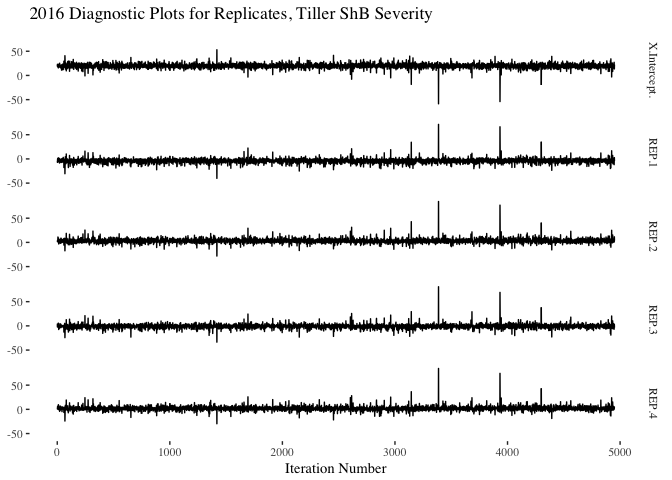 2016 Diagnostic Plots for Replicates, Tiller ShB Severity
50
0
-50
X.Intercept.
50
0
-50
REP.1
50
0
-50
REP.2
50
0
-50
REP.3
50
0
-50
REP.4
0 1000 2000 3000 4000 5000
Iteration Number